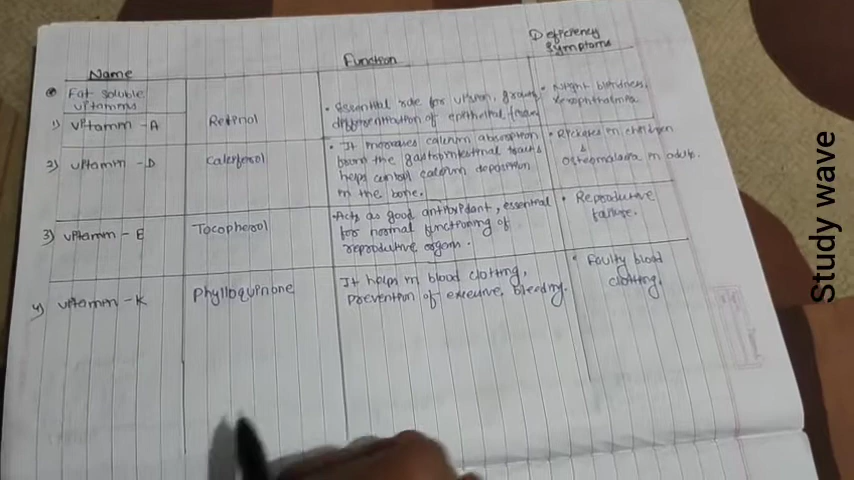 Deficiency
Symptoms
Function
Name
Fat soluble
vitamins
1) vitamin - A
Retinol
• Essential role for vision, growth
differentiation of epithelial
• Night blindness,
xerophthalmia
2) vitamin - D
Calciferol
• It increases calcium absorption
from the gastrointestinal tracts
helps control calcium deposition
in the bone.
• Rickets in children
&
Osteomalacia in adult.
3) vitamin - E
Tocopherol
• Acts as good antioxidant, essential
for normal functioning of
reproductive organ.
• Reproductive
failure.
4) vitamin - K
Phylloquinone
It helps in blood clotting,
prevention of excessive bleeding.
• Faulty blood
clotting.
Study wave